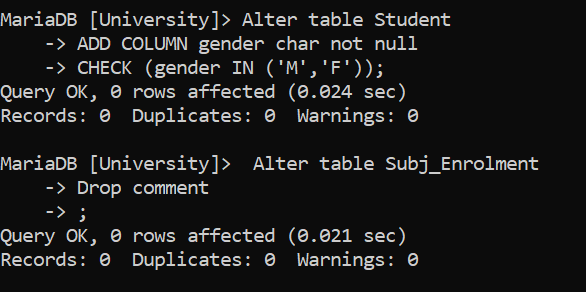 MariaDB [University]> Alter table Student
-> ADD COLUMN gender char not null
-> CHECK (gender IN ('M','F'));
Query OK, 0 rows affected (0.024 sec)
Records: 0  Duplicates: 0  Warnings: 0
MariaDB [University]>  Alter table Subj_Enrolment
-> Drop comment
-> ;
Query OK, 0 rows affected (0.021 sec)
Records: 0  Duplicates: 0  Warnings: 0